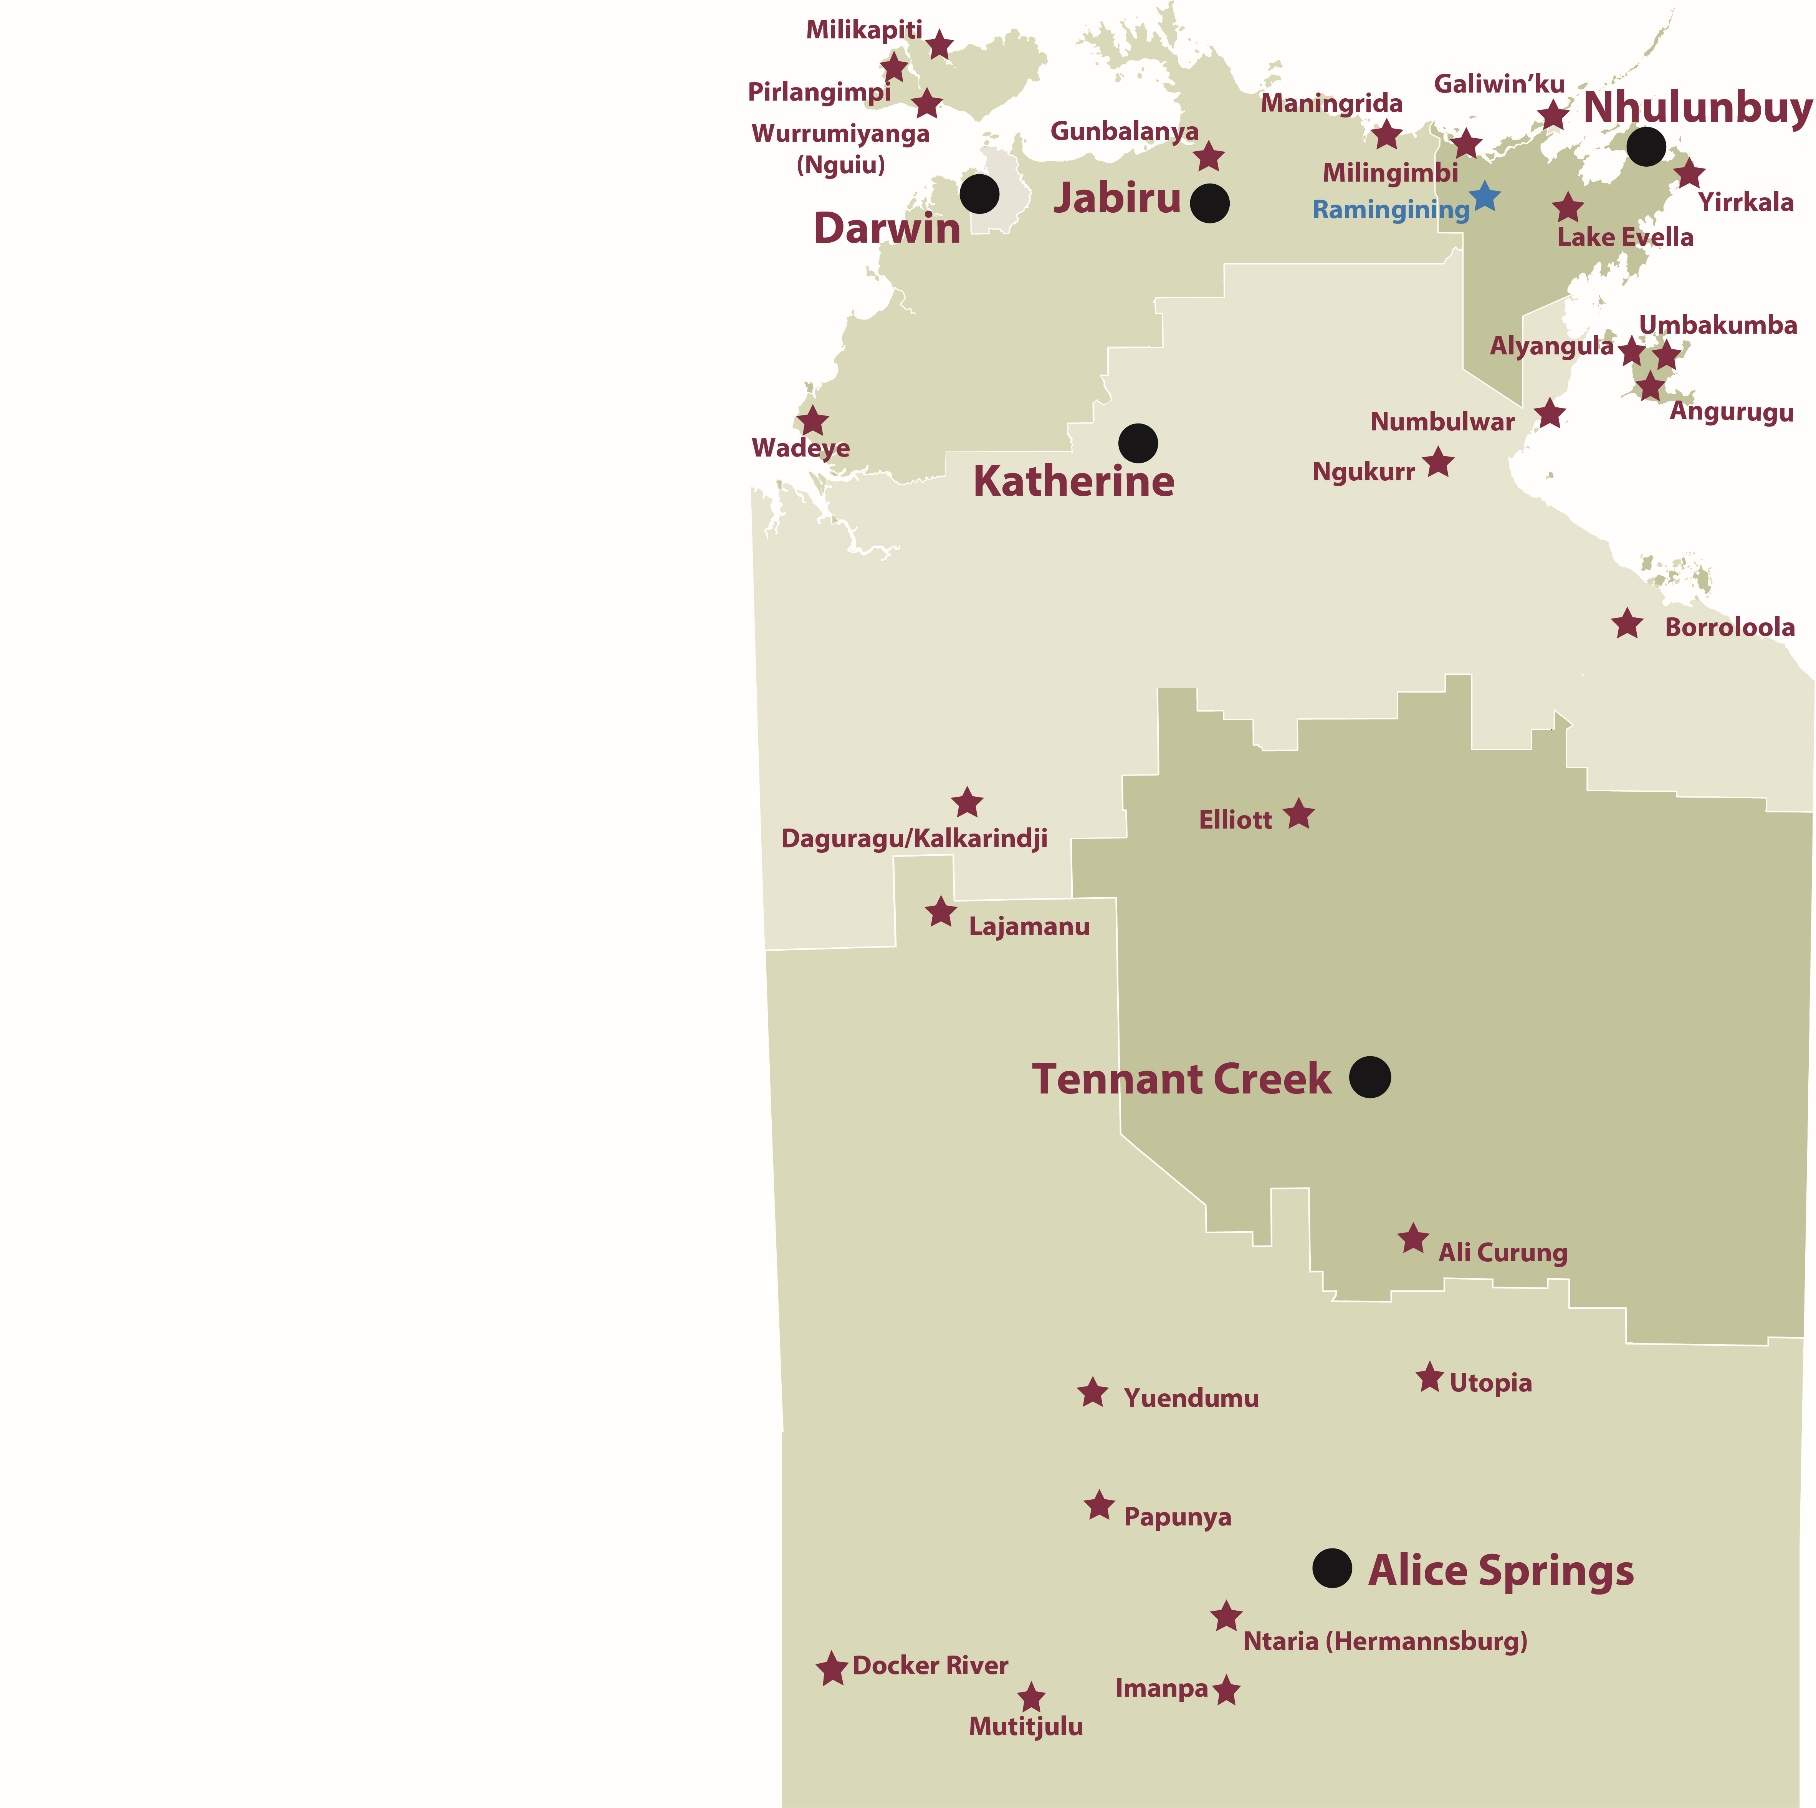 Milikapiti
Pirlangimpi
Wurrumiyanga
(Nguiu)
Darwin
Gunbalanya
Jabiru
Maningrida
Galiwin’ku
Nhulunbuy
Milingimbi
Ramingining
Yirrkala
Lake Evella
Umbakumba
Alyangula
Angurugu
Numbulwar
Ngukurr
Wadeye
Katherine
Borroloola
Daguragu/Kalkarindji
Elliott
Lajamanu
Tennant Creek
Ali Curung
Utopia
Yuendumu
Papunya
Alice Springs
Ntaria (Hermannsburg)
Docker River
Imanpa
Mutitjulu